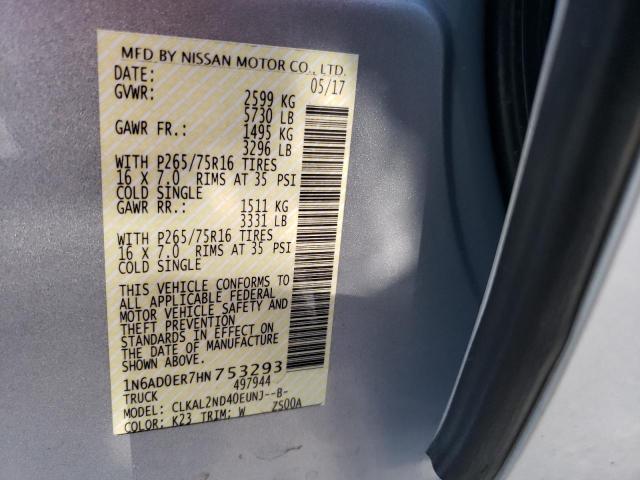 MFD BY NISSAN MOTOR CO., LTD.
DATE: 05/17
GVWR: 2599 KG
5730 LB
GAWR FR.: 1495 KG
3296 LB
WITH P265/75R16 TIRES
16 X 7.0 RIMS AT 35 PSI
COLD SINGLE
GAWR RR.: 1511 KG
3331 LB
WITH P265/75R16 TIRES
16 X 7.0 RIMS AT 35 PSI
COLD SINGLE
THIS VEHICLE CONFORMS TO
ALL APPLICABLE FEDERAL
MOTOR VEHICLE SAFETY AND
THEFT PREVENTION
STANDARDS IN EFFECT ON
THE DATE OF MANUFACTURE
SHOWN ABOVE.
1N6AD0ER7HN753293
TRUCK 497944
MODEL: CLKAL2ND40EUNJ--B-
COLOR: K23 TRIM: W ZS00A